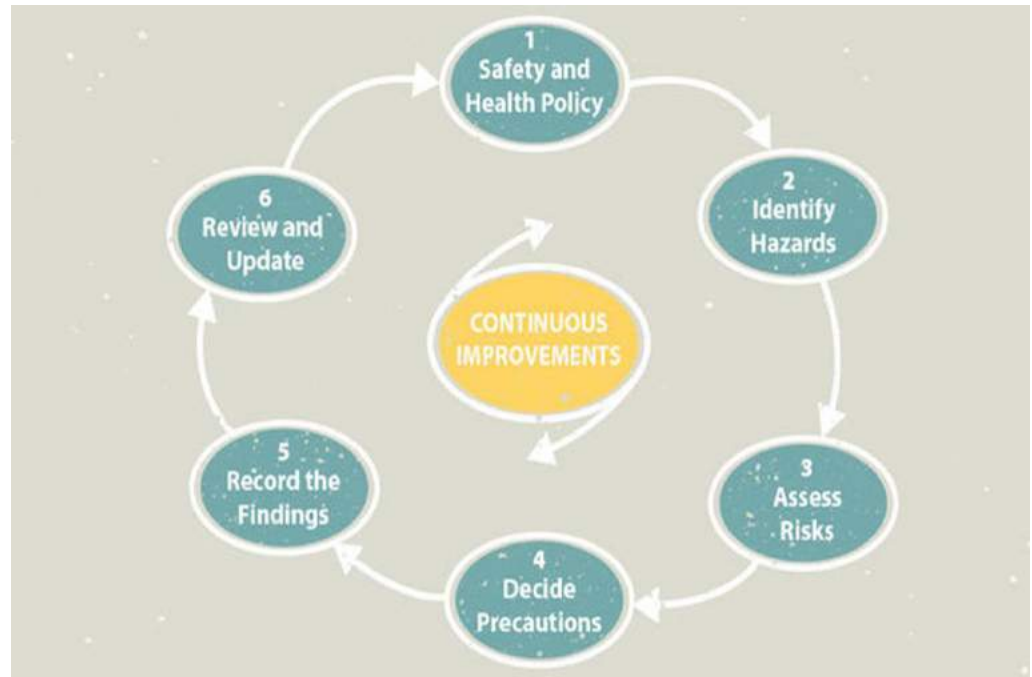 1
Safety and
Health Policy
2
Identify
Hazards
3
Assess
Risks
4
Decide
Precautions
5
Record the
Findings
6
Review and
Update
CONTINUOUS
IMPROVEMENTS